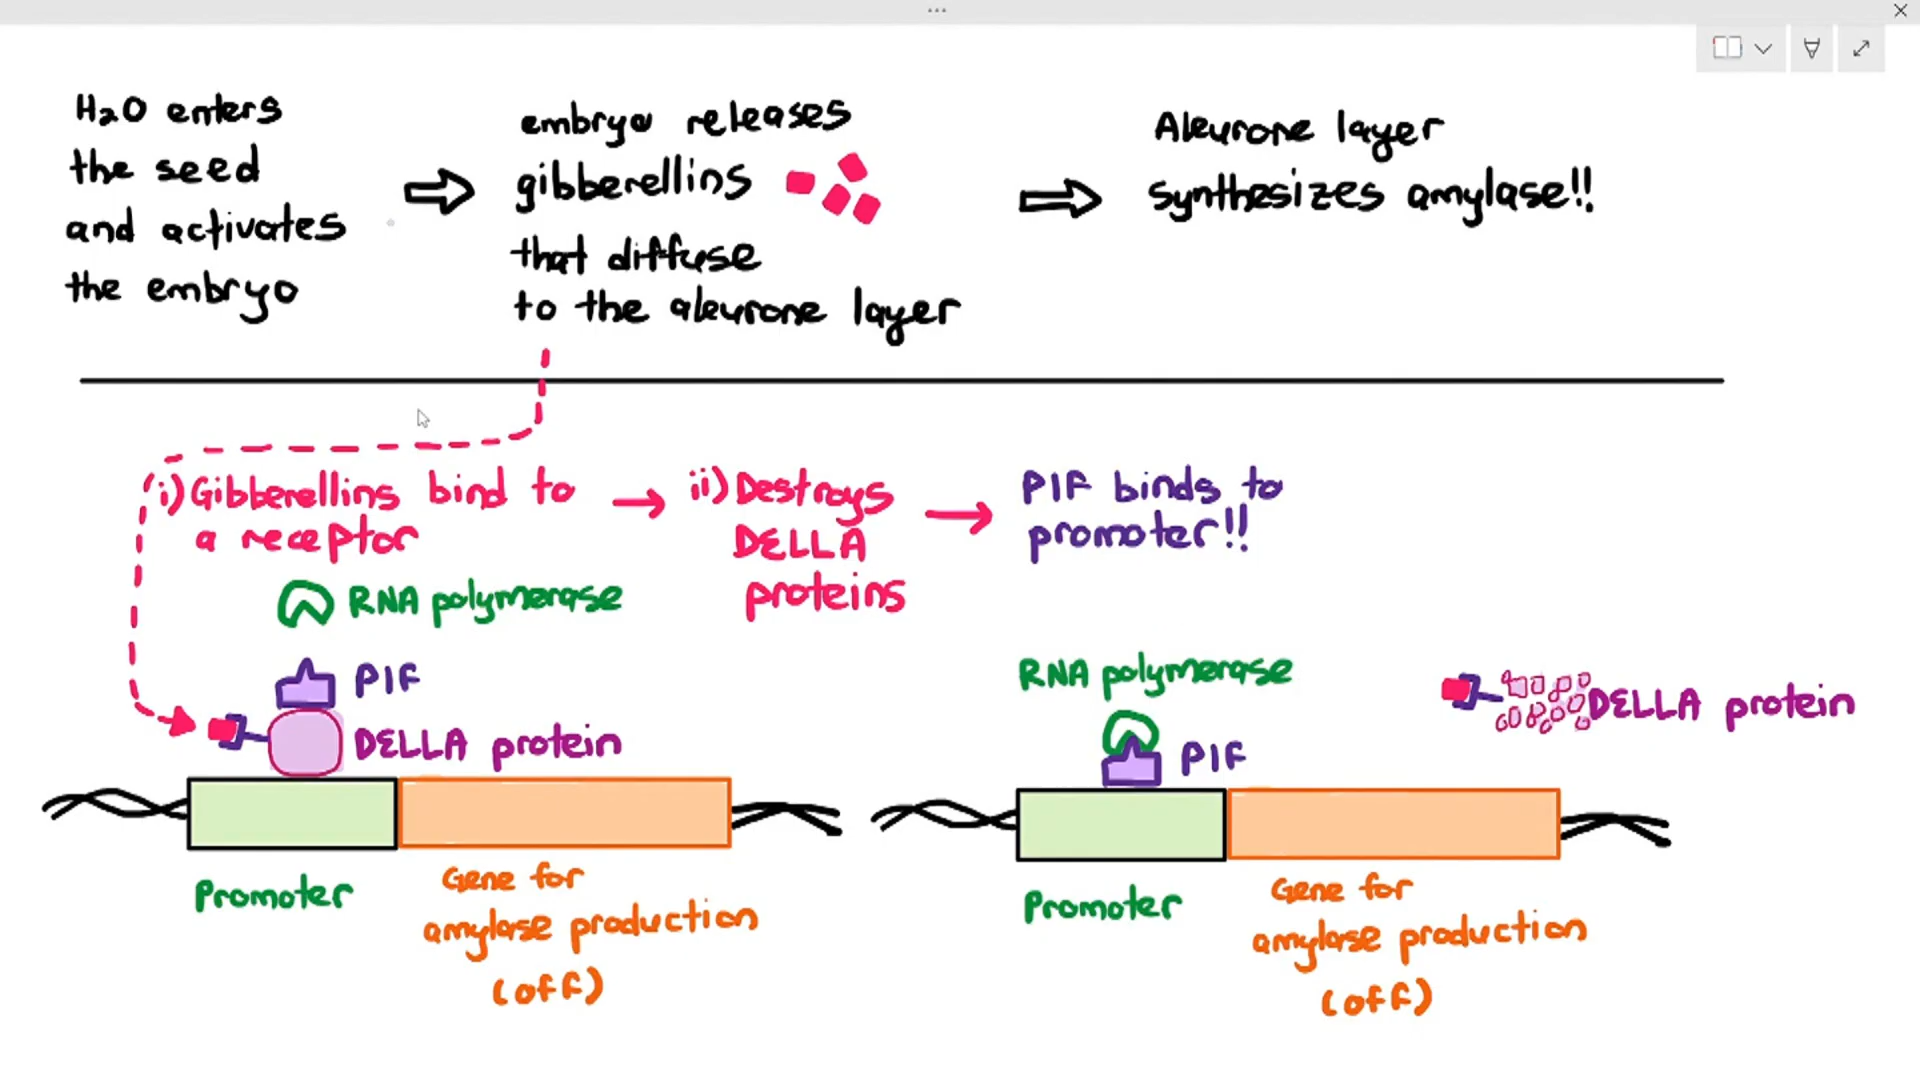 H2O enters
the seed
and activates
the embryo
embryo releases
gibberellins
that diffuse
to the aleurone layer
Aleurone layer
synthesizes amylase!!
i) Gibberellins bind to
a receptor
ii) Destroys
DELLA
proteins
PIF binds to
promoter!!
RNA polymerase
PIF
DELLA protein
Promoter
Gene for
amylase production
(off)
RNA polymerase
PIF
DELLA protein
Promoter
Gene for
amylase production
(off)